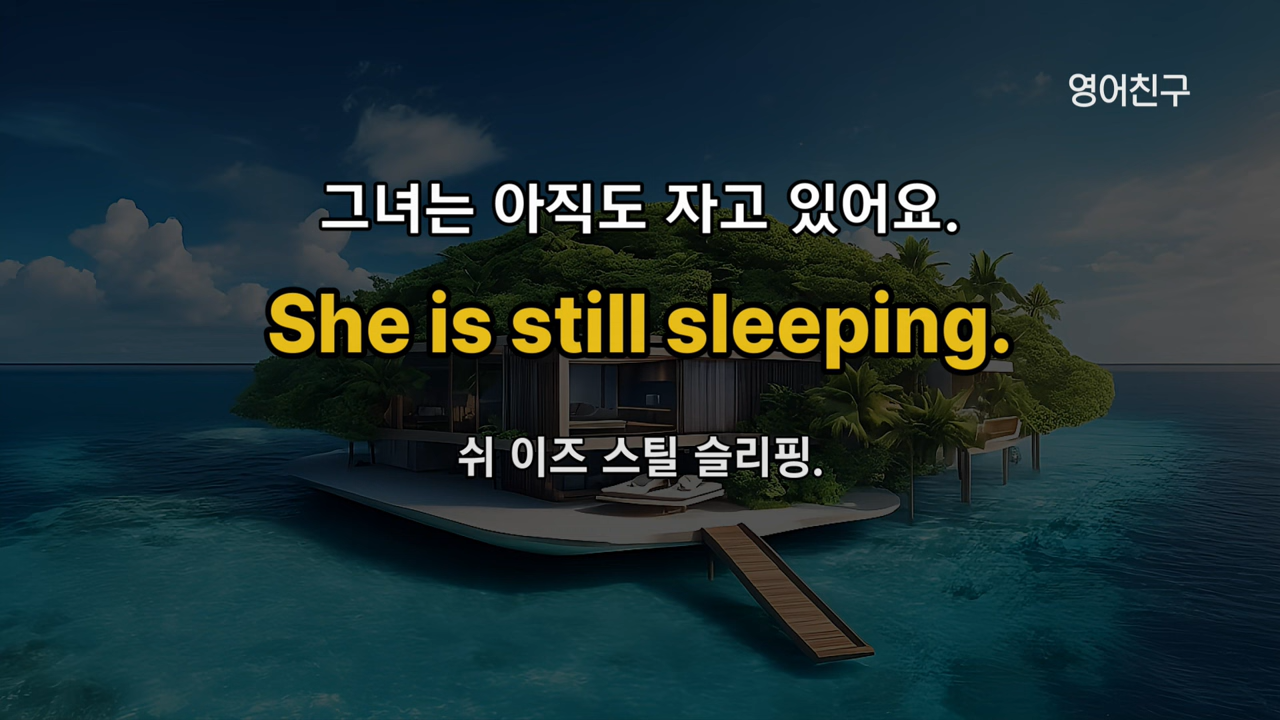 영어친구
그녀는 아직도 자고 있어요.
She is still sleeping.
쉬 이즈 스틸 슬리핑.